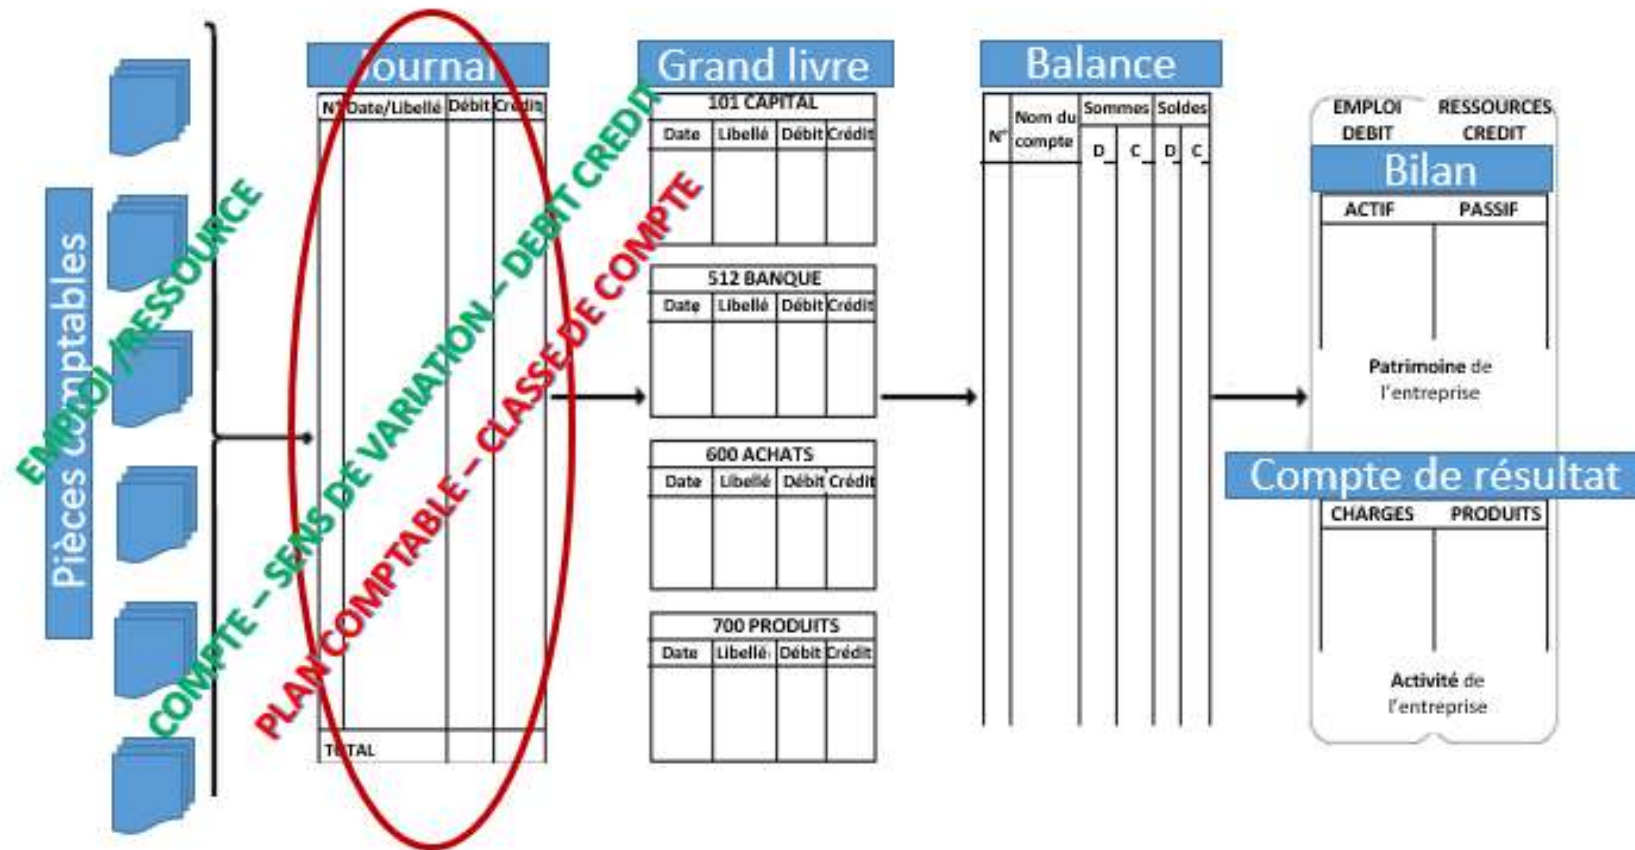 Pièces comptables
EMPLOI /RESSOURCE
COMPTE – SENS DE VARIATION – DEBIT CREDIT
PLAN COMPTABLE – CLASSE DE COMPTE
Journal
N° Date/Libellé Débit Crédit
TOTAL
Grand livre
101 CAPITAL
Date Libellé Débit Crédit
512 BANQUE
Date Libellé Débit Crédit
600 ACHATS
Date Libellé Débit Crédit
700 PRODUITS
Date Libellé Débit Crédit
Balance
N° Nom du compte Sommes Soldes
D C D C
EMPLOI RESSOURCES
DEBIT CREDIT
Bilan
ACTIF PASSIF
Patrimoine de
l'entreprise
Compte de résultat
CHARGES PRODUITS
Activité de
l'entreprise